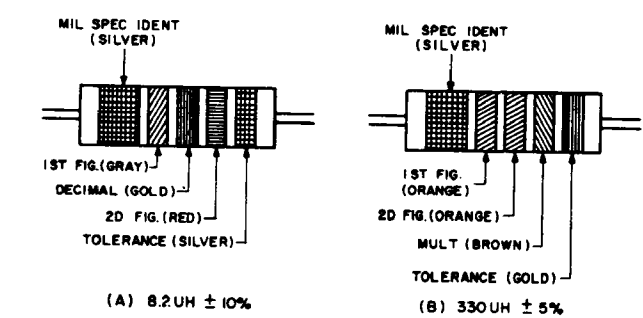 MIL SPEC IDENT
(SILVER)
1ST FIG.(GRAY)
DECIMAL (GOLD)
2D FIG.(RED)
TOLERANCE (SILVER)
(A) 8.2UH ± 10%
MIL SPEC IDENT
(SILVER)
1ST FIG.
(ORANGE)
2D FIG.(ORANGE)
MULT (BROWN)
TOLERANCE (GOLD)
(B) 330UH ± 5%